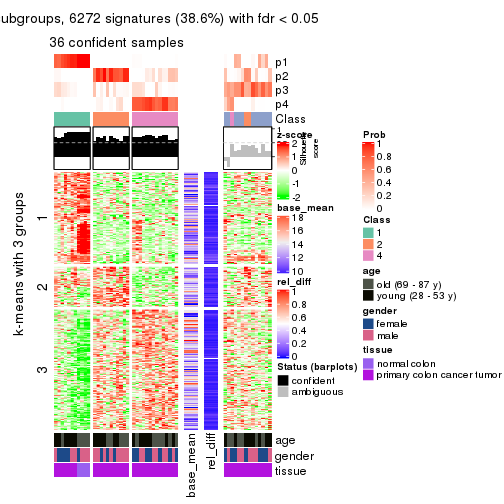 ubgroups, 6272 signatures (38.6%) with fdr < 0.05
36 confident samples
p1
p2
p3
p4
Class
1
Silhouette
score
k-means with 3 groups
1
2
3
z-score
2
1
0
-1
-2
base_mean
18
16
14
12
10
rel_diff
1
0.8
0.6
0.4
0.2
0
Status (barplots)
confident
ambiguous
Prob
1
0.8
0.6
0.4
0.2
0
Class
1
2
4
age
old (69 - 87 y)
young (28 - 53 y)
gender
female
male
tissue
normal colon
primary colon cancer tumor
age
gender
tissue
base_mean
rel_diff